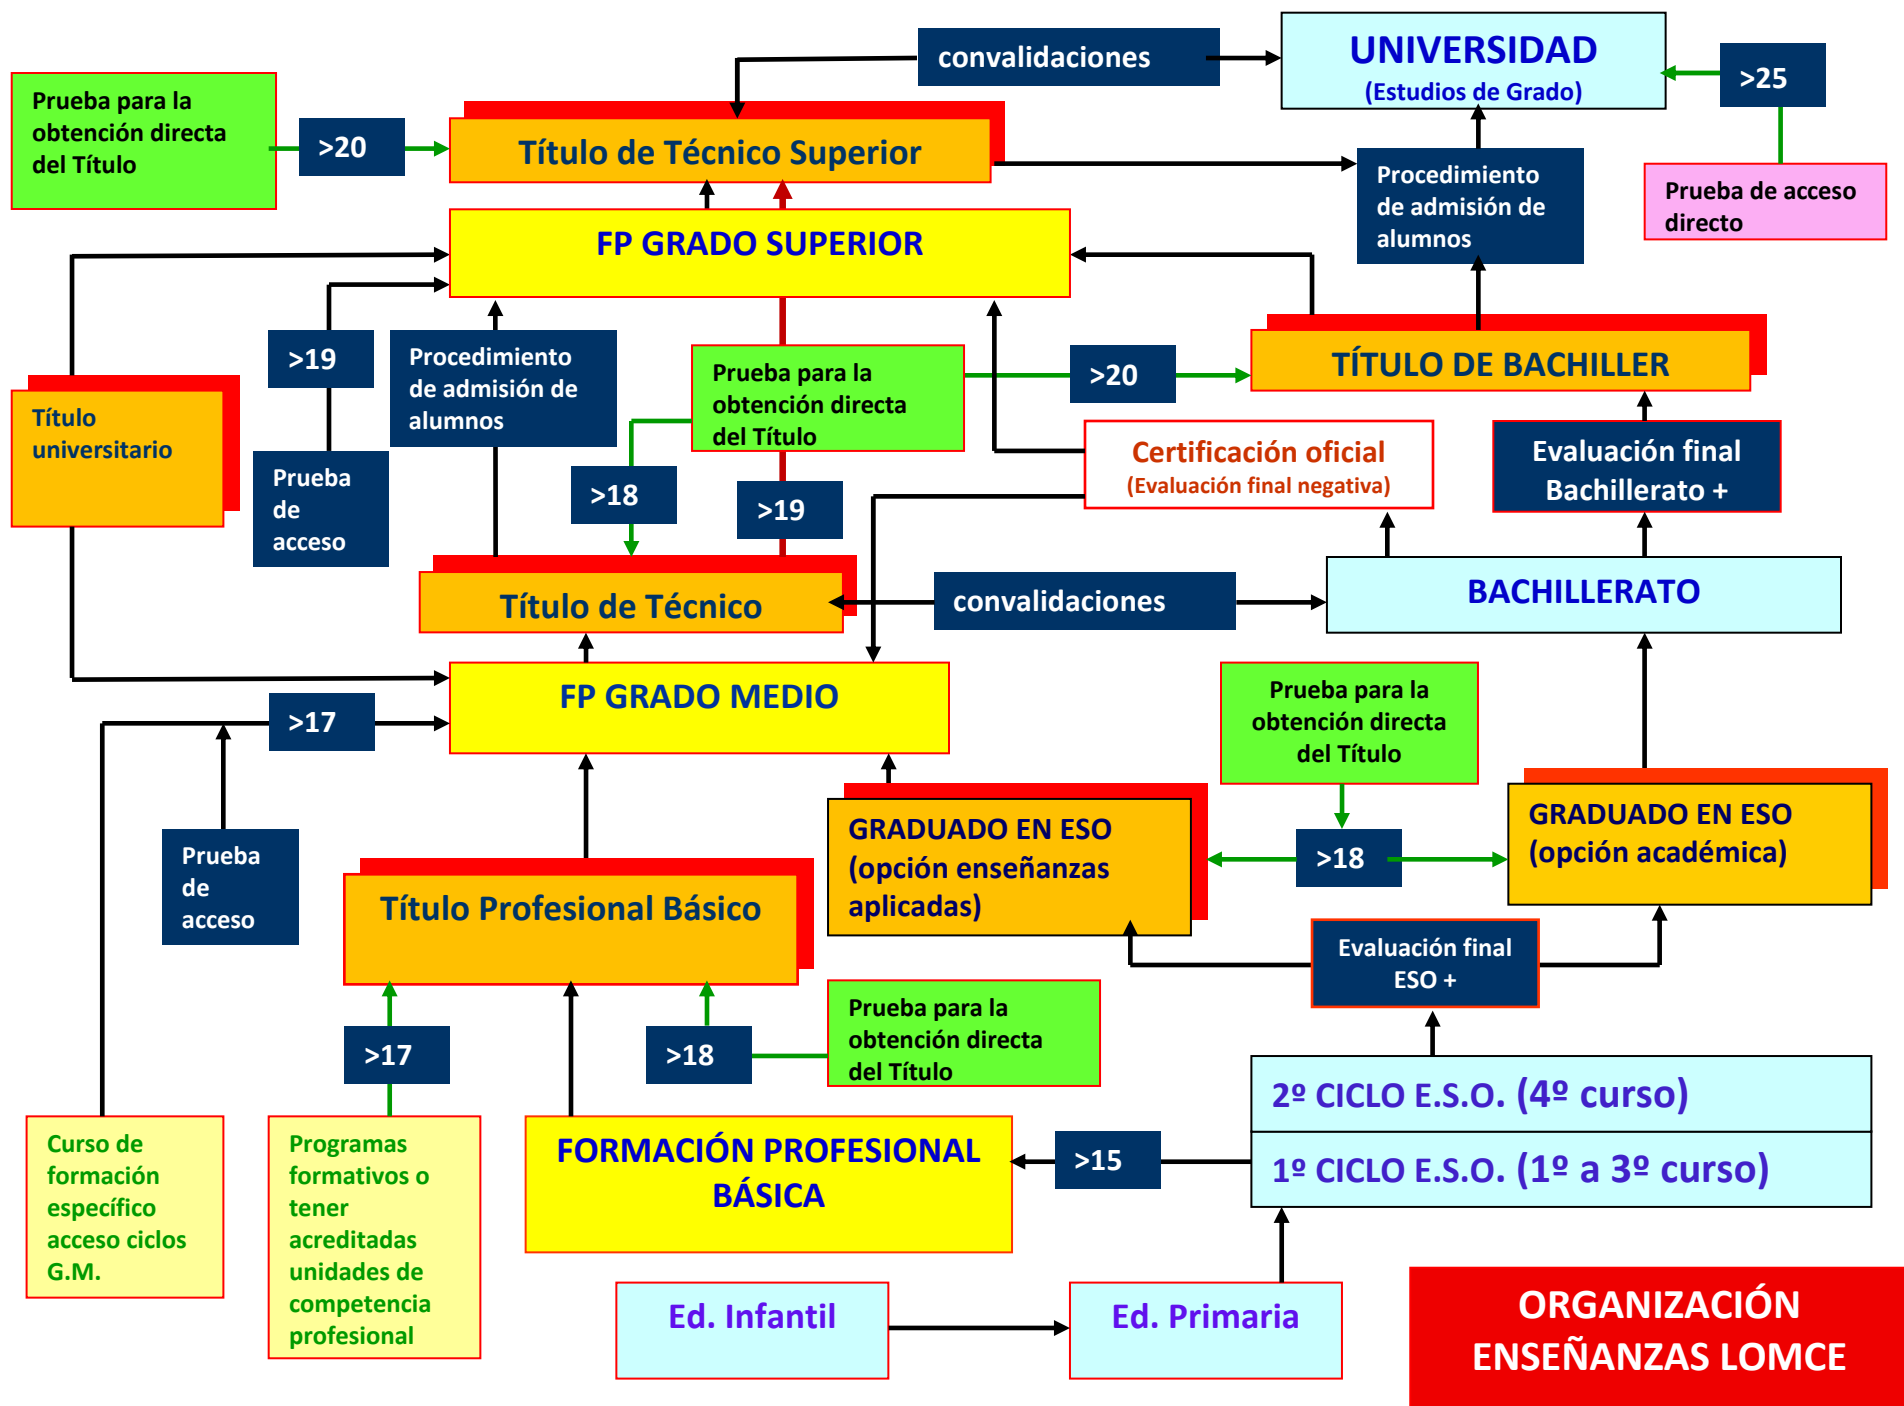 convalidaciones
UNIVERSIDAD
(Estudios de Grado)
>25
Prueba para la
obtención directa
del Título
>20
Título de Técnico Superior
Procedimiento
de admisión de
alumnos
Prueba de acceso
directo
FP GRADO SUPERIOR
>19
Procedimiento
de admisión de
alumnos
Prueba para la
obtención directa
del Título
>20
TÍTULO DE BACHILLER
Título
universitario
Prueba
de
acceso
>18
>19
Certificación oficial
(Evaluación final negativa)
Evaluación final
Bachillerato +
Título de Técnico
convalidaciones
BACHILLERATO
FP GRADO MEDIO
>17
Prueba para la
obtención directa
del Título
Prueba
de
acceso
GRADUADO EN ESO
(opción enseñanzas
aplicadas)
>18
GRADUADO EN ESO
(opción académica)
Título Profesional Básico
Evaluación final
ESO +
>17
>18
Prueba para la
obtención directa
del Título
2º CICLO E.S.O. (4º curso)
1º CICLO E.S.O. (1º a 3º curso)
>15
FORMACIÓN PROFESIONAL
BÁSICA
Curso de
formación
específico
acceso ciclos
G.M.
Programas
formativos o
tener
acreditadas
unidades de
competencia
profesional
Ed. Infantil
Ed. Primaria
ORGANIZACIÓN
ENSEÑANZAS LOMCE